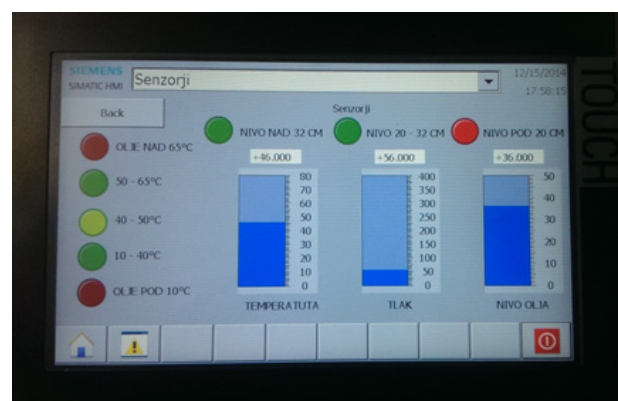 SIEMENS
SIMATIC HMI
Senzorji
12/15/2014
17:58:15
TOUCH
Back
Senzorji
NIVO NAD 32 CM
NIVO 20 - 32 CM
NIVO POD 20 CM
OLJE NAD 65°C
50 - 65°C
40 - 50°C
10 - 40°C
OLJE POD 10°C
+46.000
80
70
60
50
40
30
20
10
0
TEMPERATUTA
+56.000
400
350
300
250
200
150
100
50
0
TLAK
+36.000
50
40
30
20
10
0
NIVO OLJA